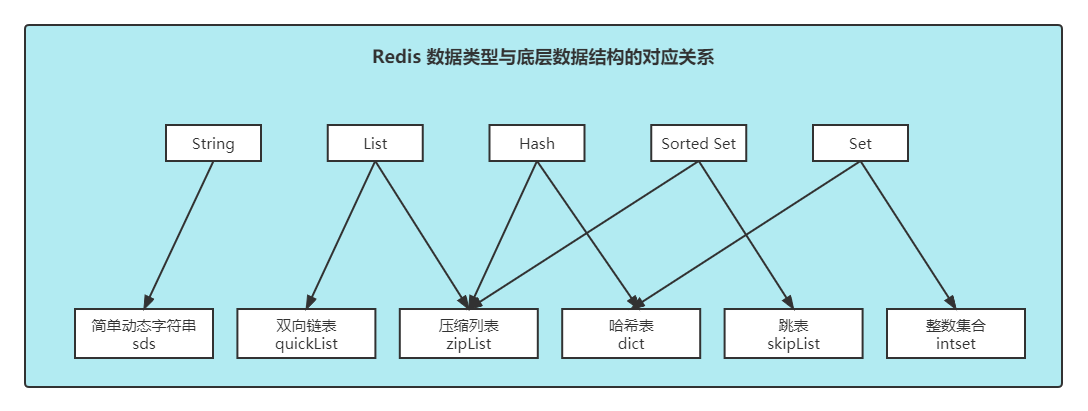 Redis 数据类型与底层数据结构的对应关系
String
List
Hash
Sorted Set
Set
简单动态字符串
sds
双向链表
quickList
压缩列表
zipList
哈希表
dict
跳表
skipList
整数集合
intset